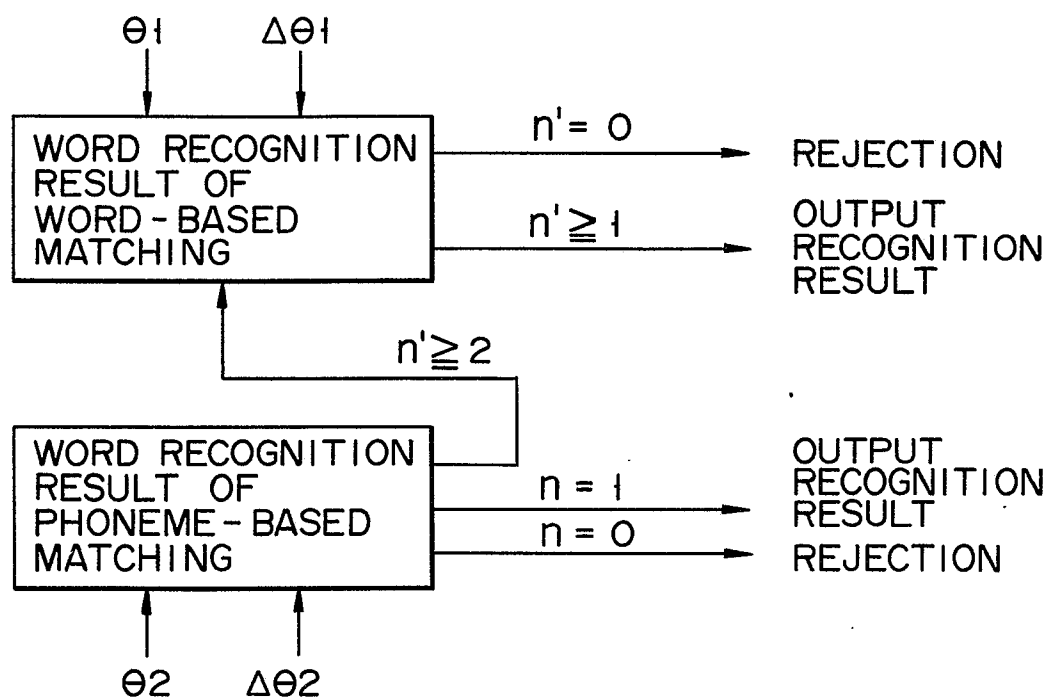 θ1 Δθ1
WORD RECOGNITION
RESULT OF
WORD-BASED
MATCHING
n' = 0
REJECTION
n' ≧ 1
OUTPUT
RECOGNITION
RESULT
n' ≧ 2
WORD RECOGNITION
RESULT OF
PHONEME-BASED
MATCHING
n = 1
OUTPUT
RECOGNITION
RESULT
n = 0
REJECTION
θ2 Δθ2